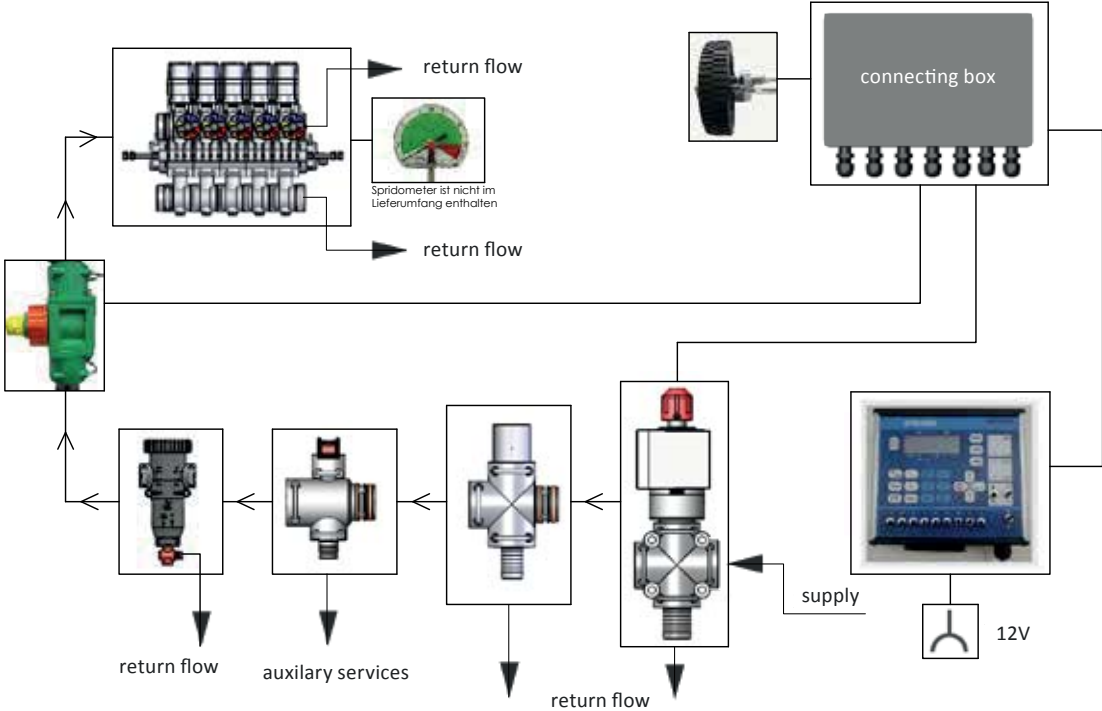 return flow
connecting box
Spridometer ist nicht im
Lieferumfang enthalten
return flow
supply
12V
return flow
auxilary services
return flow